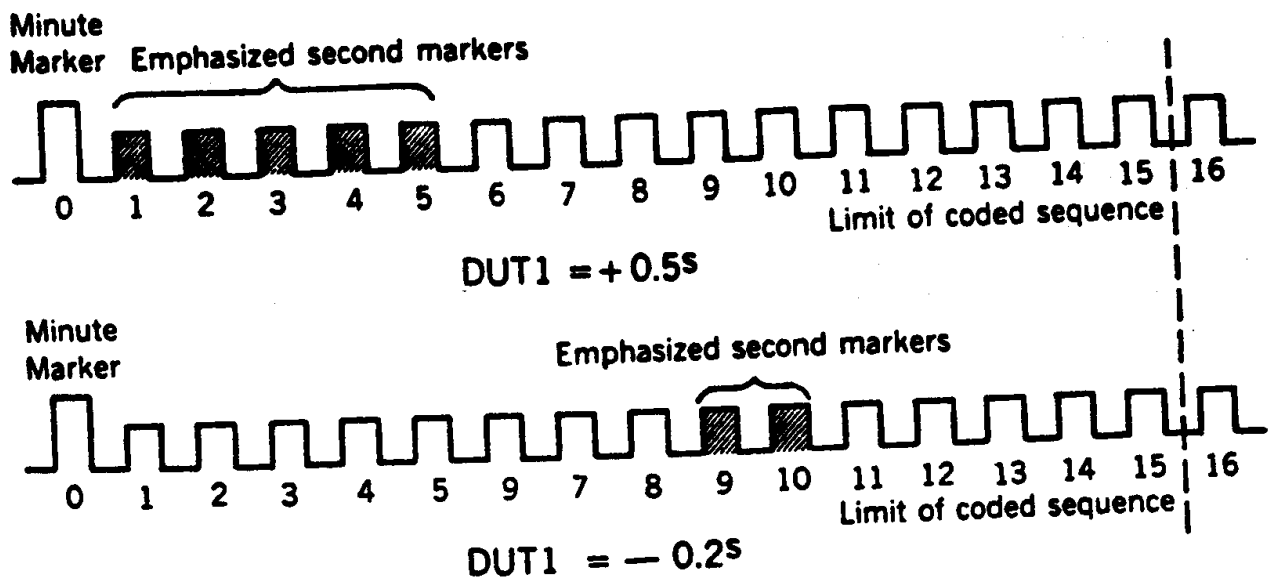 Minute
Marker Emphasized second markers
0 1 2 3 4 5 6 7 8 9 10 11 12 13 14 15 16
Limit of coded sequence
DUT1 = + 0.5s
Minute
Marker
Emphasized second markers
0 1 2 3 4 5 9 7 8 9 10 11 12 13 14 15 16
Limit of coded sequence
DUT1 = — 0.2s